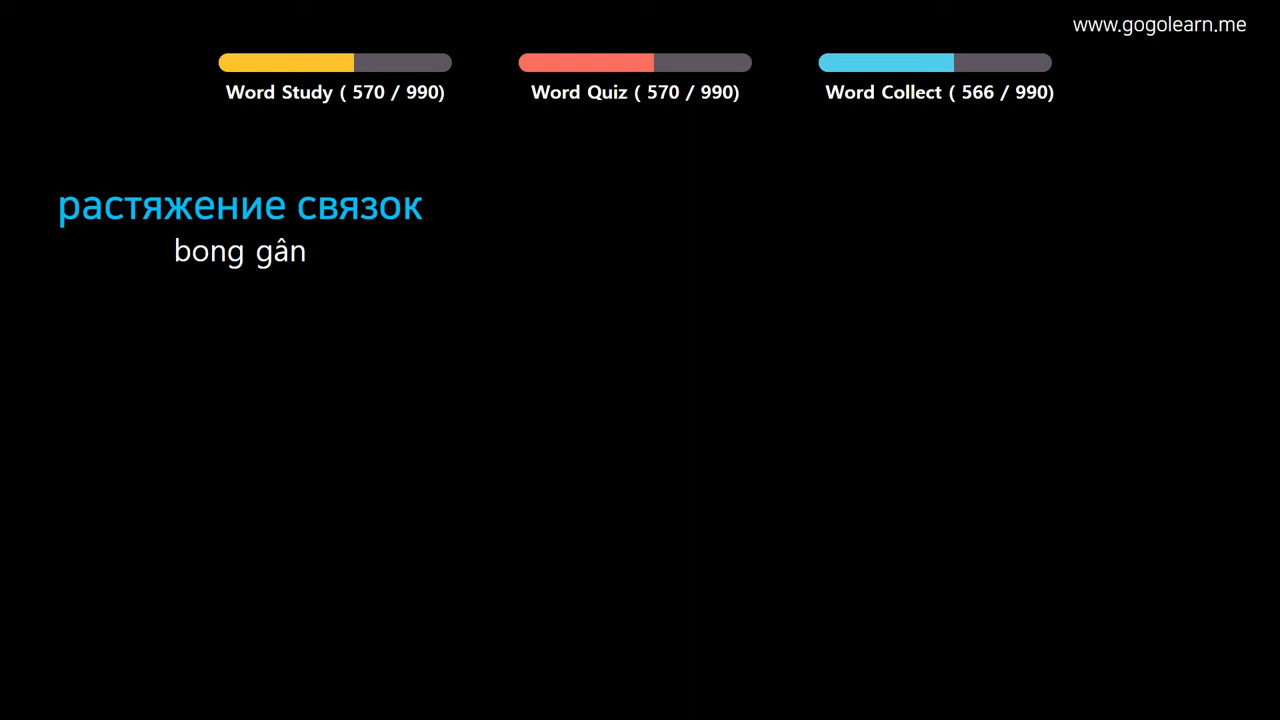 www.gogolearn.me
Word Study ( 570 / 990)
Word Quiz ( 570 / 990)
Word Collect ( 566 / 990)
растяжение связок
bong gân